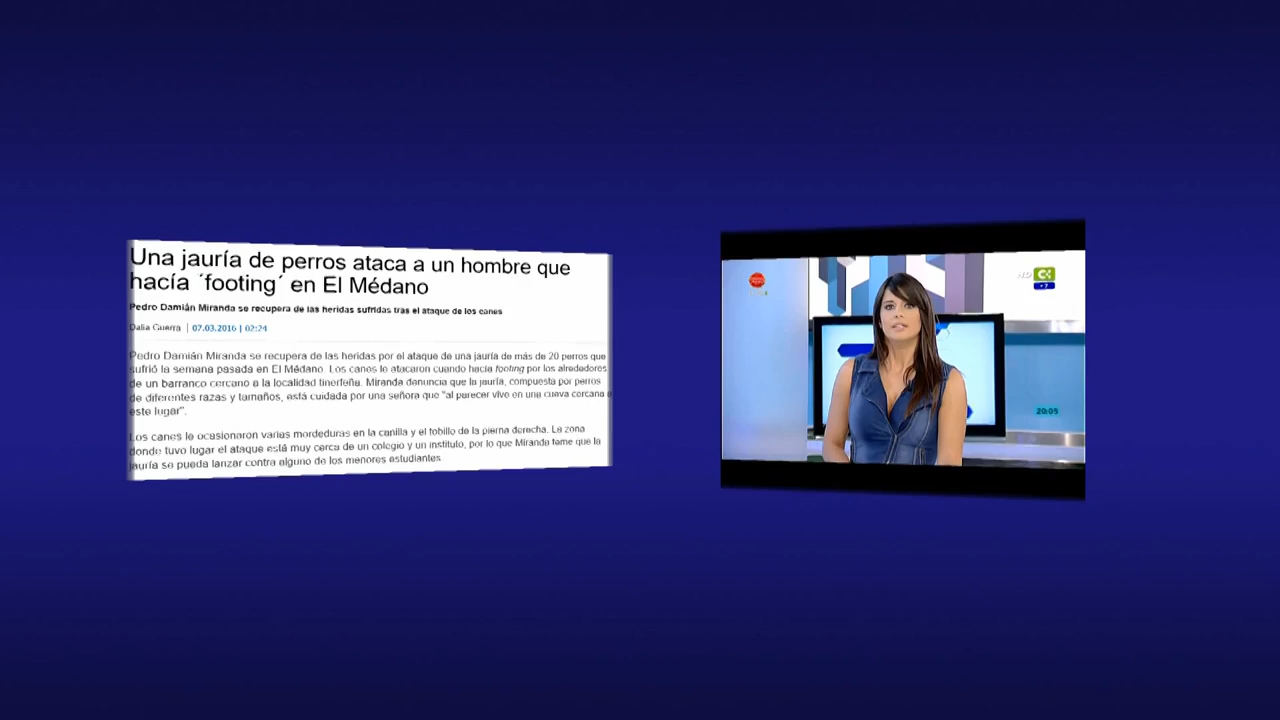 Una jauría de perros ataca a un hombre que
hacía ´footing´ en El Médano
Pedro Damián Miranda se recupera de las heridas sufridas tras el ataque de los canes
Dalia Guerra | 07.03.2016 | 02:24
Pedro Damián Miranda se recupera de las heridas por el ataque de una jauría de más de 20 perros que
sufrió la semana pasada en El Médano. Los canes le atacaron cuando hacía footing por los alrededores
de un barranco cercano a la localidad tinerfeña. Miranda denuncia que la jauría, compuesta por perros
de diferentes razas y tamaños, está cuidada por una señora que "al parecer vive en una cueva cercana a
este lugar".
Los canes le ocasionaron varias mordeduras en la canilla y el tobillo de la pierna derecha. La zona
donde tuvo lugar el ataque está muy cerca de un colegio y un instituto, por lo que Miranda teme que la
jauría se pueda lanzar contra alguno de los menores estudiantes.
HD
+7
20:05